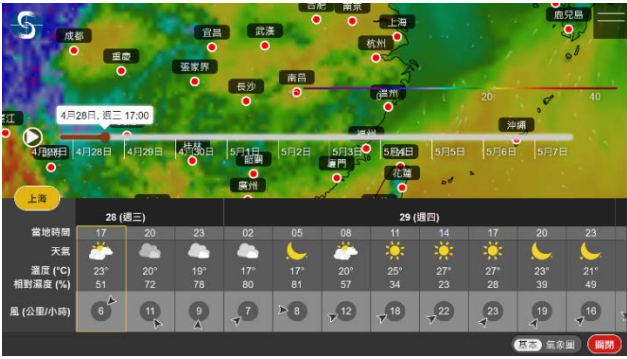 合肥 南京
鹿兒島
成都
宜昌
武漢
上海
杭州
重慶
張家界
長沙
南昌
溫州
0 20 40
4月28日, 週三 17:00
沖繩
4月28日 4月29日 4月30日 5月1日 5月2日 5月3日 5月4日 5月5日 5月6日 5月7日
桂林
韶關
廈門
廣州
花蓮
上海
28 (週三) 29 (週四)
當地時間 17 20 23 02 05 08 11 14 17 20 23
天氣
溫度 (°C) 23° 20° 19° 17° 17° 20° 25° 27° 27° 23° 21°
相對濕度 (%) 51 72 78 80 81 57 34 23 28 39 49
風 (公里/小時) 6 11 9 7 8 12 18 22 23 19 16
基本 氣象圖 關閉